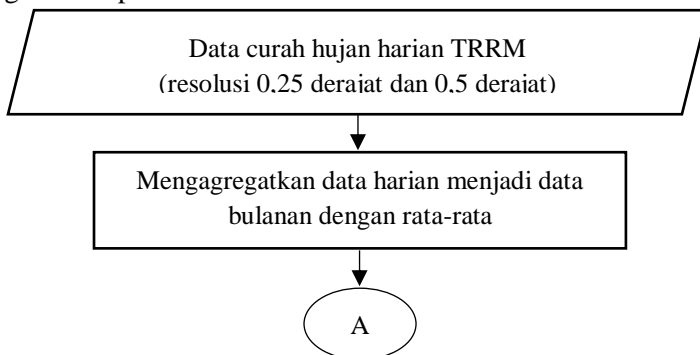 Data curah hujan harian TRRM
(resolusi 0,25 derajat dan 0,5 derajat)
Mengagregatkan data harian menjadi data
bulanan dengan rata-rata
A